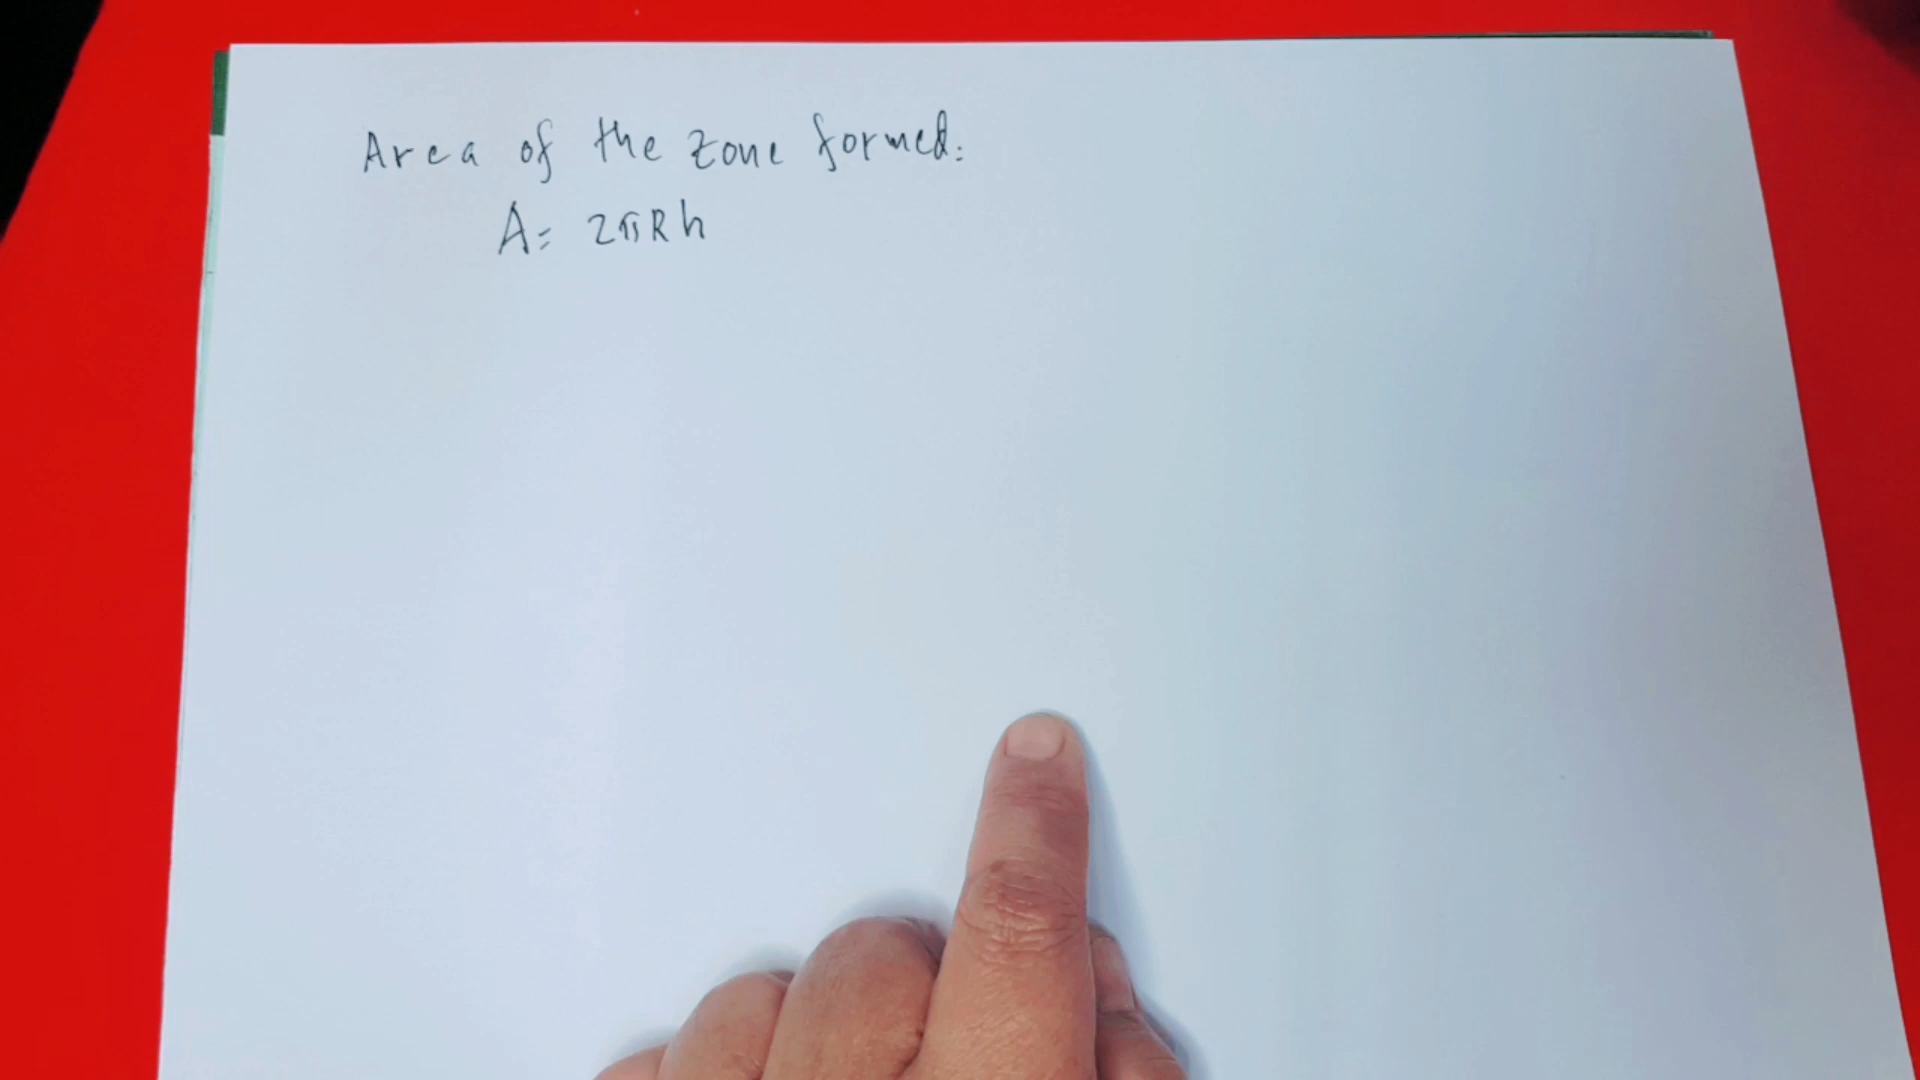 Area of the zone formed:
A = 2πRh